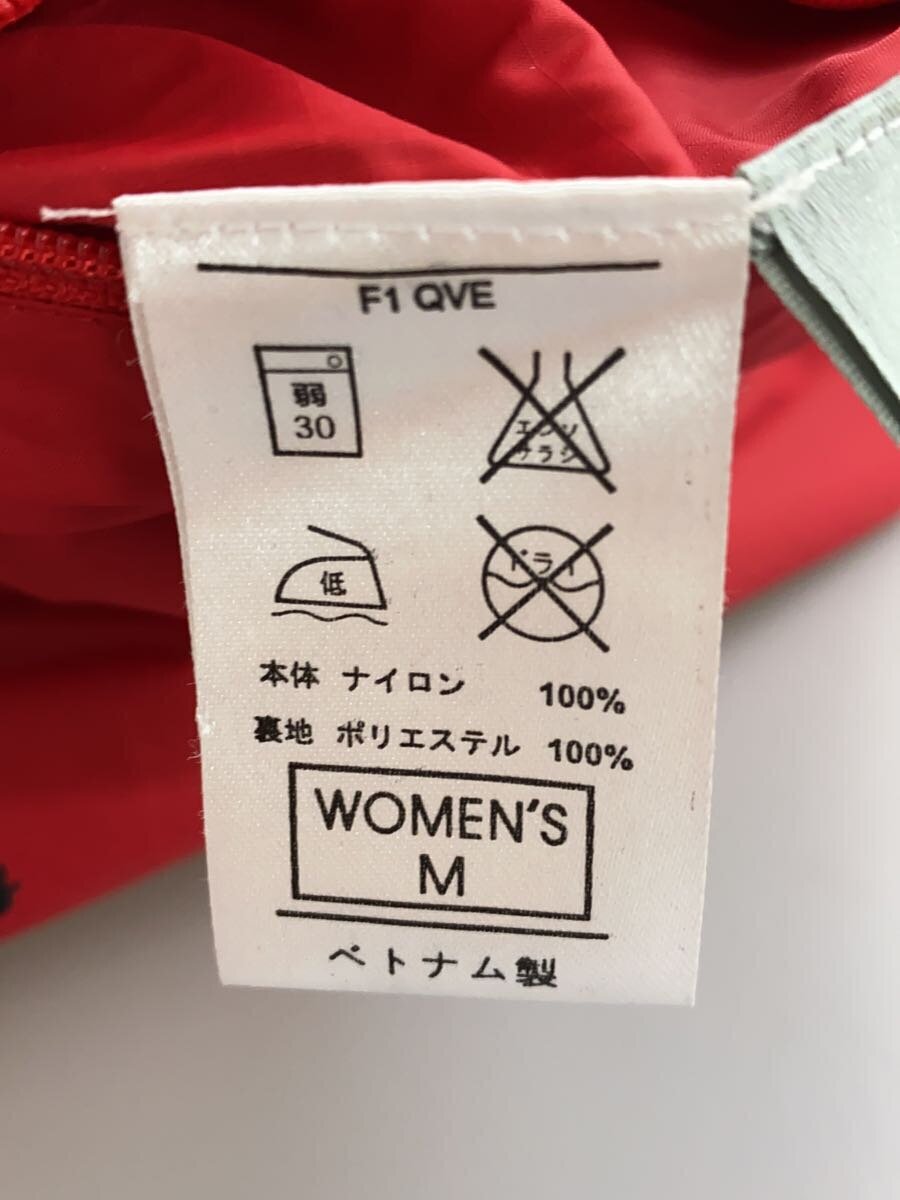 F1 QVE
弱
30
エンソ
サラシ
低
ドライ
本体 ナイロン 100%
裏地 ポリエステル 100%
WOMEN'S
M
ベトナム製